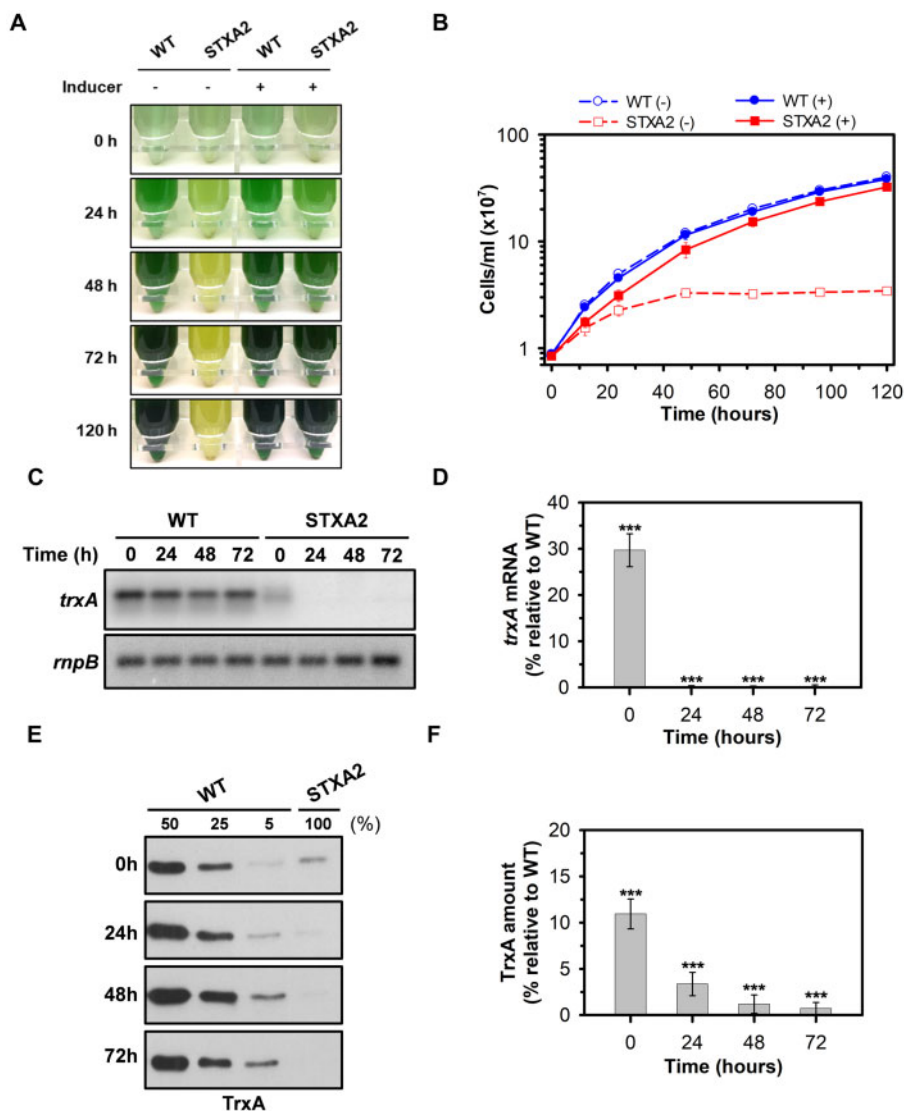 A
WT STXA2 WT STXA2
Inducer - - + +
0 h
24 h
48 h
72 h
120 h
B
WT (-) WT (+)
STXA2 (-) STXA2 (+)
Cells/ml (x10⁷)
100
10
1
0 20 40 60 80 100 120
Time (hours)
C
WT STXA2
Time (h) 0 24 48 72 0 24 48 72
trxA
rnpB
D
trxA mRNA
(% relative to WT)
40
30
20
10
0
*** *** *** ***
0 24 48 72
Time (hours)
E
WT STXA2
50 25 5 100 (%)
0h
24h
48h
72h
TrxA
F
TrxA amount
(% relative to WT)
20
15
10
5
0
*** *** *** ***
0 24 48 72
Time (hours)